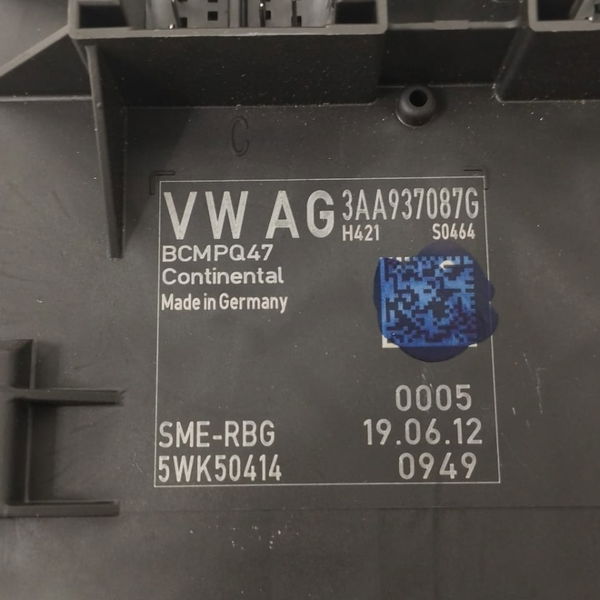 C
VW AG 3AA937087G
H421 S0464
BCMPQ47
Continental
Made in Germany
0005
SME-RBG 19.06.12
5WK50414 0949